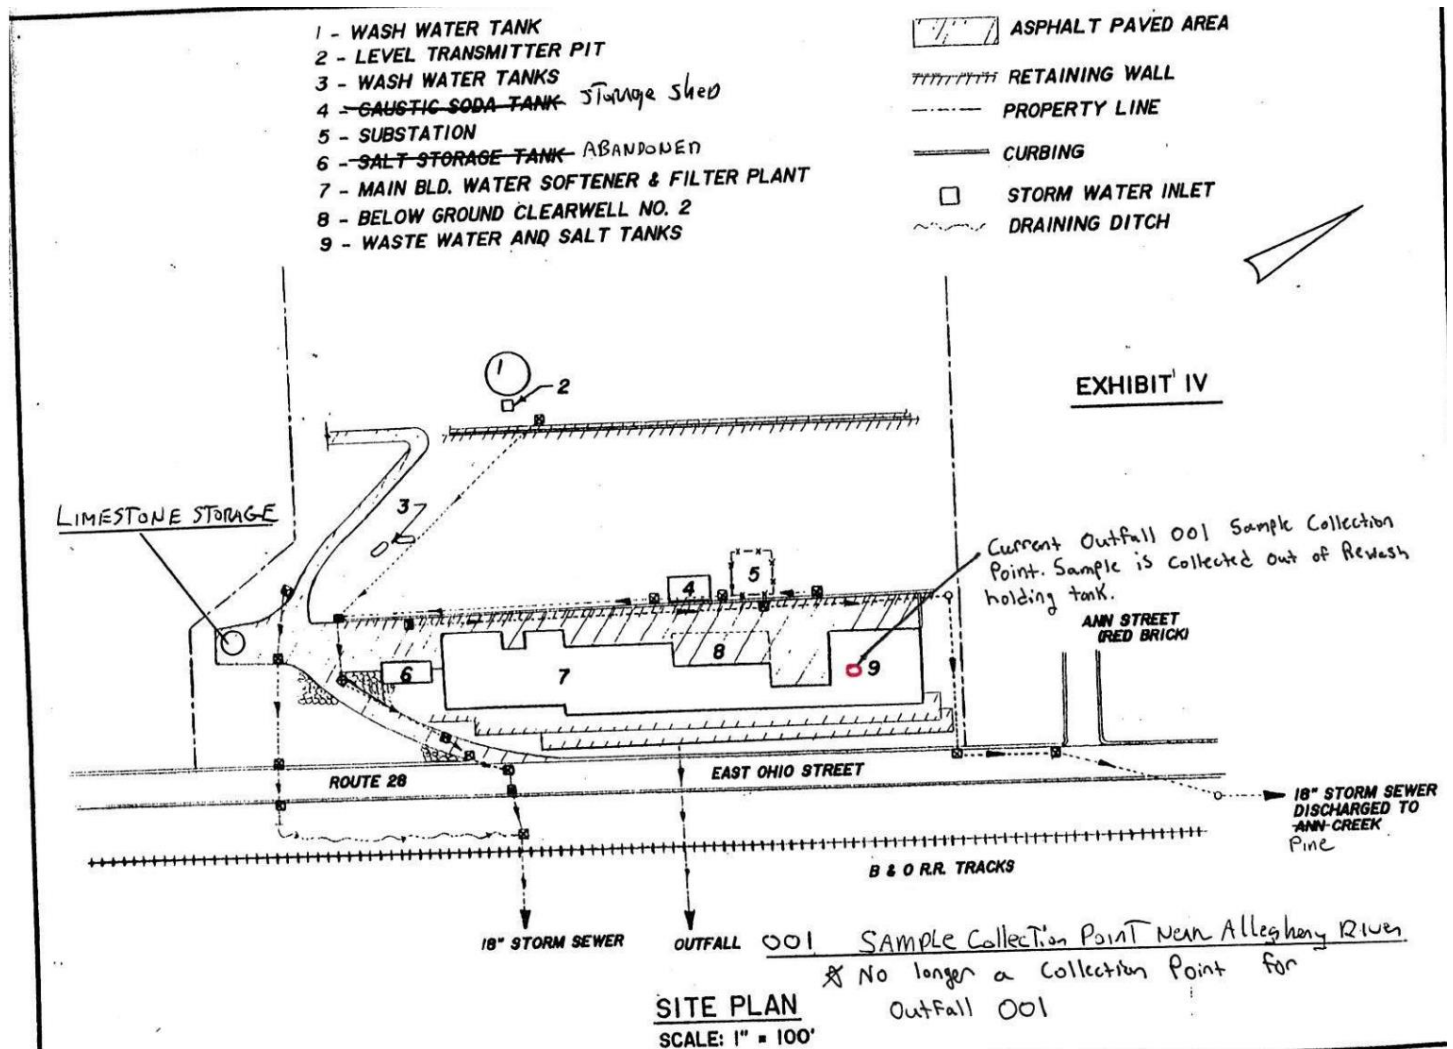 1 - WASH WATER TANK
2 - LEVEL TRANSMITTER PIT
3 - WASH WATER TANKS
4 - CAUSTIC SODA TANK Storage Shed
5 - SUBSTATION
6 - SALT STORAGE TANK ABANDONED
7 - MAIN BLD. WATER SOFTENER & FILTER PLANT
8 - BELOW GROUND CLEARWELL NO. 2
9 - WASTE WATER AND SALT TANKS
ASPHALT PAVED AREA
RETAINING WALL
PROPERTY LINE
CURBING
STORM WATER INLET
DRAINING DITCH
EXHIBIT IV
1
2
3
LIMESTONE STORAGE
4
5
Current Outfall 001 Sample Collection
Point. Sample is collected out of Rewash
holding tank.
ANN STREET
(RED BRICK)
6
7
8
9
ROUTE 28
EAST OHIO STREET
18" STORM SEWER
DISCHARGED TO
ANN CREEK
Pine
B & O R.R. TRACKS
18" STORM SEWER
OUTFALL 001 SAMPLE Collection Point Near Allegheny River
* No longer a Collection Point for
Outfall 001
SITE PLAN
SCALE: 1" = 100'